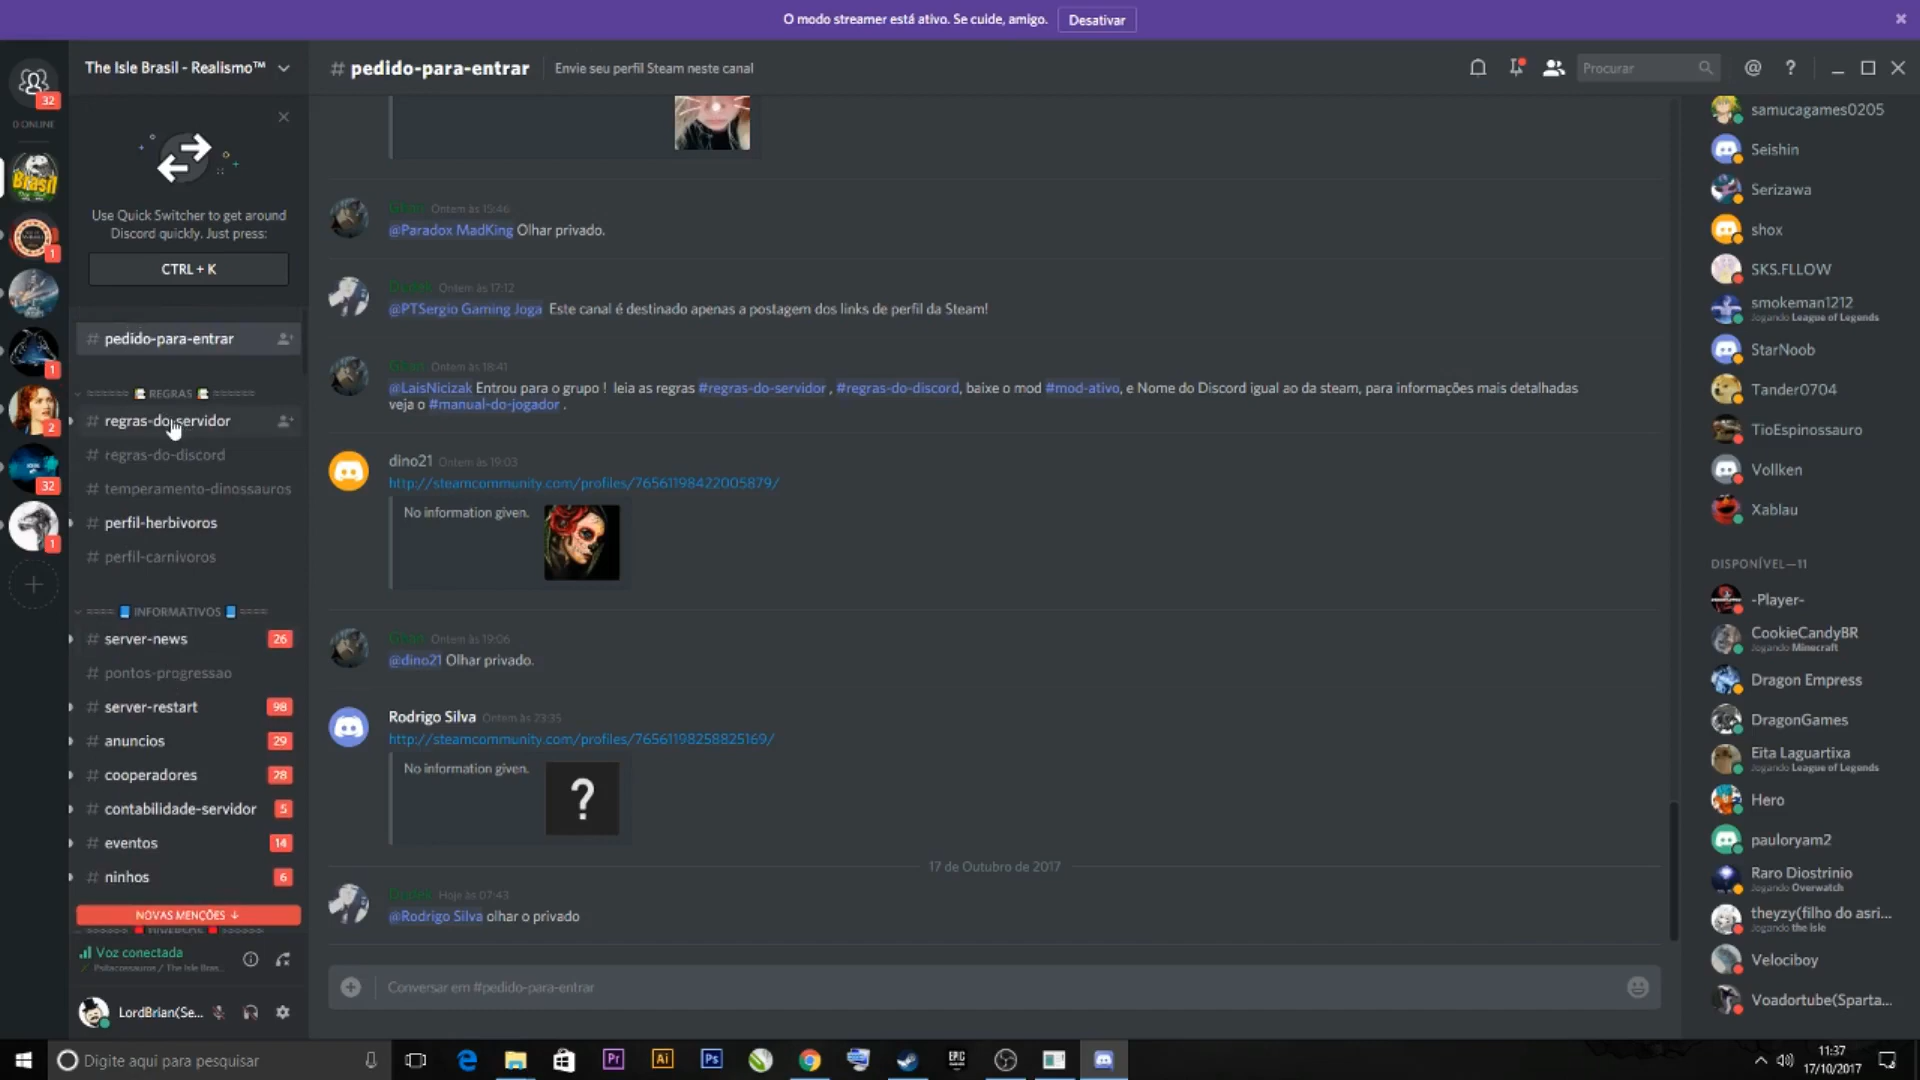 O modo streamer está ativo. Se cuide, amigo.
Desativar
The Isle Brasil - Realismo™
# pedido-para-entrar
Envie seu perfil Steam neste canal
Procurar
32
0 ONLINE
1
1
2
32
1
Use Quick Switcher to get around
Discord quickly. Just press:
CTRL + K
# pedido-para-entrar
====== REGRAS ======
# regras-do-servidor
# regras-do-discord
# temperamento-dinossauros
# perfil-herbivoros
# perfil-carnivoros
==== INFORMATIVOS ====
# server-news 26
# pontos-progressao
# server-restart 98
# anuncios 29
# cooperadores 28
# contabilidade-servidor 5
# eventos 14
# ninhos 6
NOVAS MENÇÕES ↓
Voz conectada
Psitacossauros / The Isle Bras...
LordBrian(Se...
Ontem às 15:46
@Paradox MadKing Olhar privado.
Ontem às 17:12
@PTSergio Gaming Joga Este canal é destinado apenas a postagem dos links de perfil da Steam!
Ontem às 18:41
@LaisNicizak Entrou para o grupo ! leia as regras #regras-do-servidor , #regras-do-discord, baixe o mod #mod-ativo, e Nome do Discord igual ao da steam, para informações mais detalhadas
veja o #manual-do-jogador .
dino21 Ontem às 19:03
http://steamcommunity.com/profiles/76561198422005879/
No information given.
Ontem às 19:06
@dino21 Olhar privado.
Rodrigo Silva Ontem às 23:35
http://steamcommunity.com/profiles/76561198258825169/
No information given.
?
17 de Outubro de 2017
Hoje às 07:43
@Rodrigo Silva olhar o privado
Conversar em #pedido-para-entrar
samucagames0205
Seishin
Serizawa
shox
SKS.FLLOW
smokeman1212
Jogando League of Legends
StarNoob
Tander0704
TioEspinossauro
Vollken
Xablau
DISPONÍVEL—11
-Player-
CookieCandyBR
Jogando Minecraft
Dragon Empress
DragonGames
Eita Laguartixa
Jogando League of Legends
Hero
pauloryam2
Raro Diostrinio
Jogando Overwatch
theyzy(filho do asri...
Jogando the isle
Velociboy
Voadortube(Sparta...
Digite aqui para pesquisar
Pr
Ai
Ps
EPIC
11:37
17/10/2017